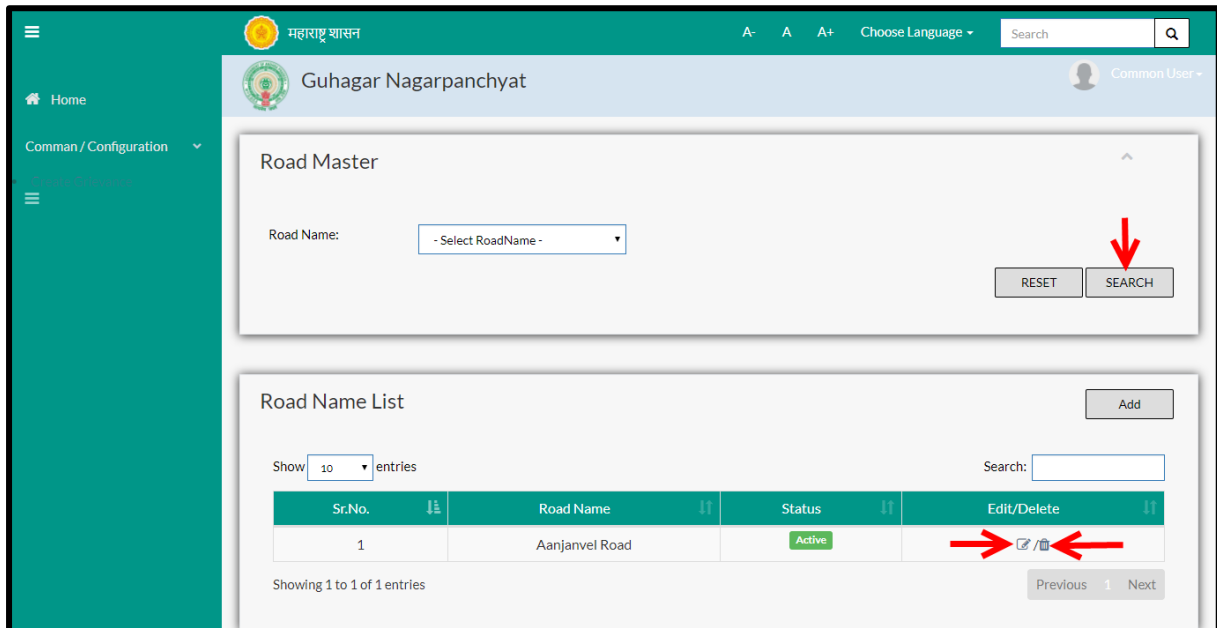 महाराष्ट्र शासन A- A A+ Choose Language Search
Guhagar Nagarpanchyat Common User
Home
Comman / Configuration
Road Master
Road Name: - Select RoadName -
RESET SEARCH
Road Name List Add
Show 10 entries Search:
Sr.No. Road Name Status Edit/Delete
1 Aanjanvel Road Active /
Showing 1 to 1 of 1 entries Previous 1 Next